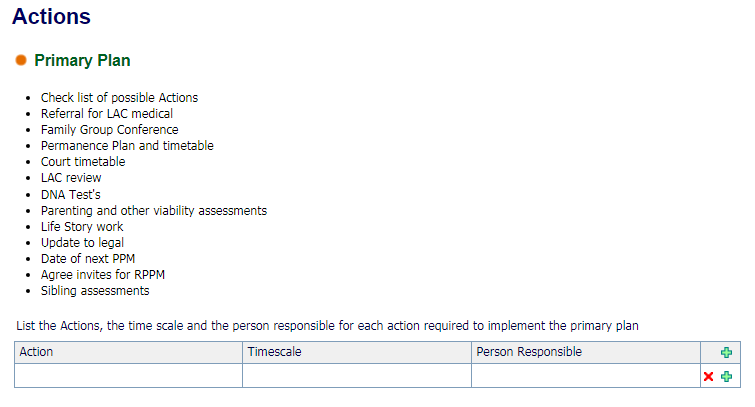 Actions
Primary Plan
Check list of possible Actions
Referral for LAC medical
Family Group Conference
Permanence Plan and timetable
Court timetable
LAC review
DNA Test's
Parenting and other viability assessments
Life Story work
Update to legal
Date of next PPM
Agree invites for RPPM
Sibling assessments
List the Actions, the time scale and the person responsible for each action required to implement the primary plan
Action Timescale Person Responsible